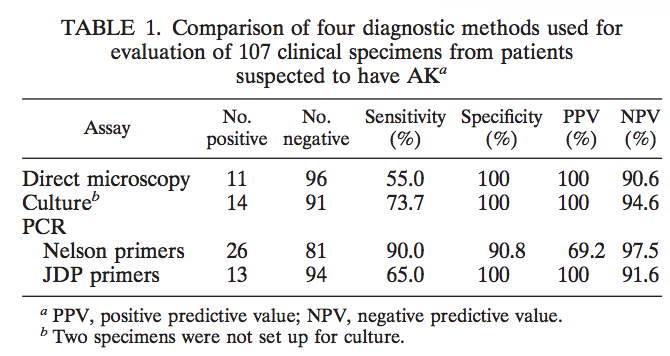 TABLE 1. Comparison of four diagnostic methods used for
evaluation of 107 clinical specimens from patients
suspected to have AKᵃ
Assay No. positive No. negative Sensitivity (%) Specificity (%) PPV (%) NPV (%)
Direct microscopy 11 96 55.0 100 100 90.6
Cultureᵇ 14 91 73.7 100 100 94.6
PCR
Nelson primers 26 81 90.0 90.8 69.2 97.5
JDP primers 13 94 65.0 100 100 91.6
ᵃ PPV, positive predictive value; NPV, negative predictive value.
ᵇ Two specimens were not set up for culture.